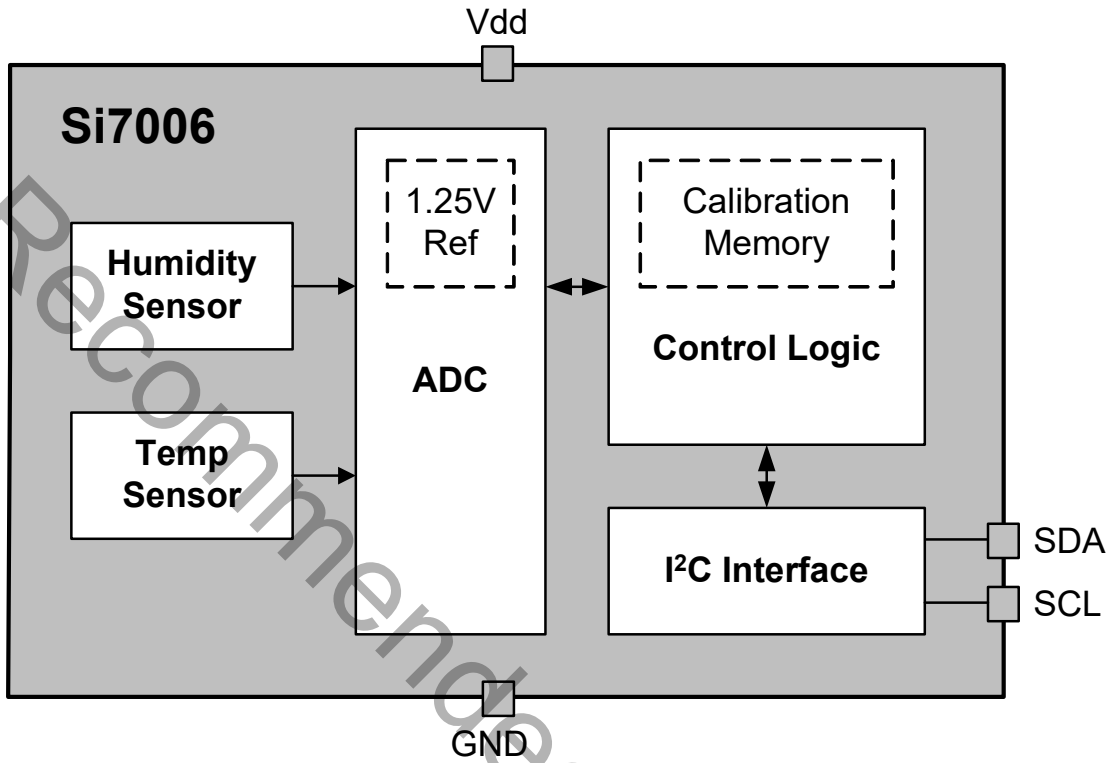 Vdd
Si7006
1.25V
Ref
Calibration
Memory
Humidity
Sensor
ADC
Control Logic
Temp
Sensor
I²C Interface
SDA
SCL
GND
Recommende